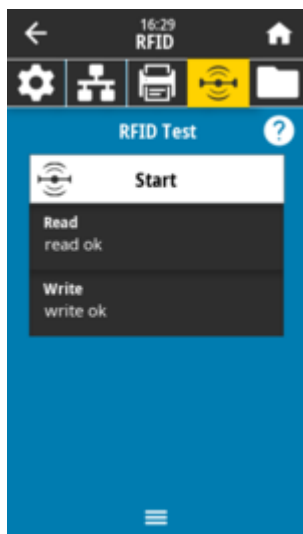 16:29
RFID
RFID Test
?
Start
Read
read ok
Write
write ok